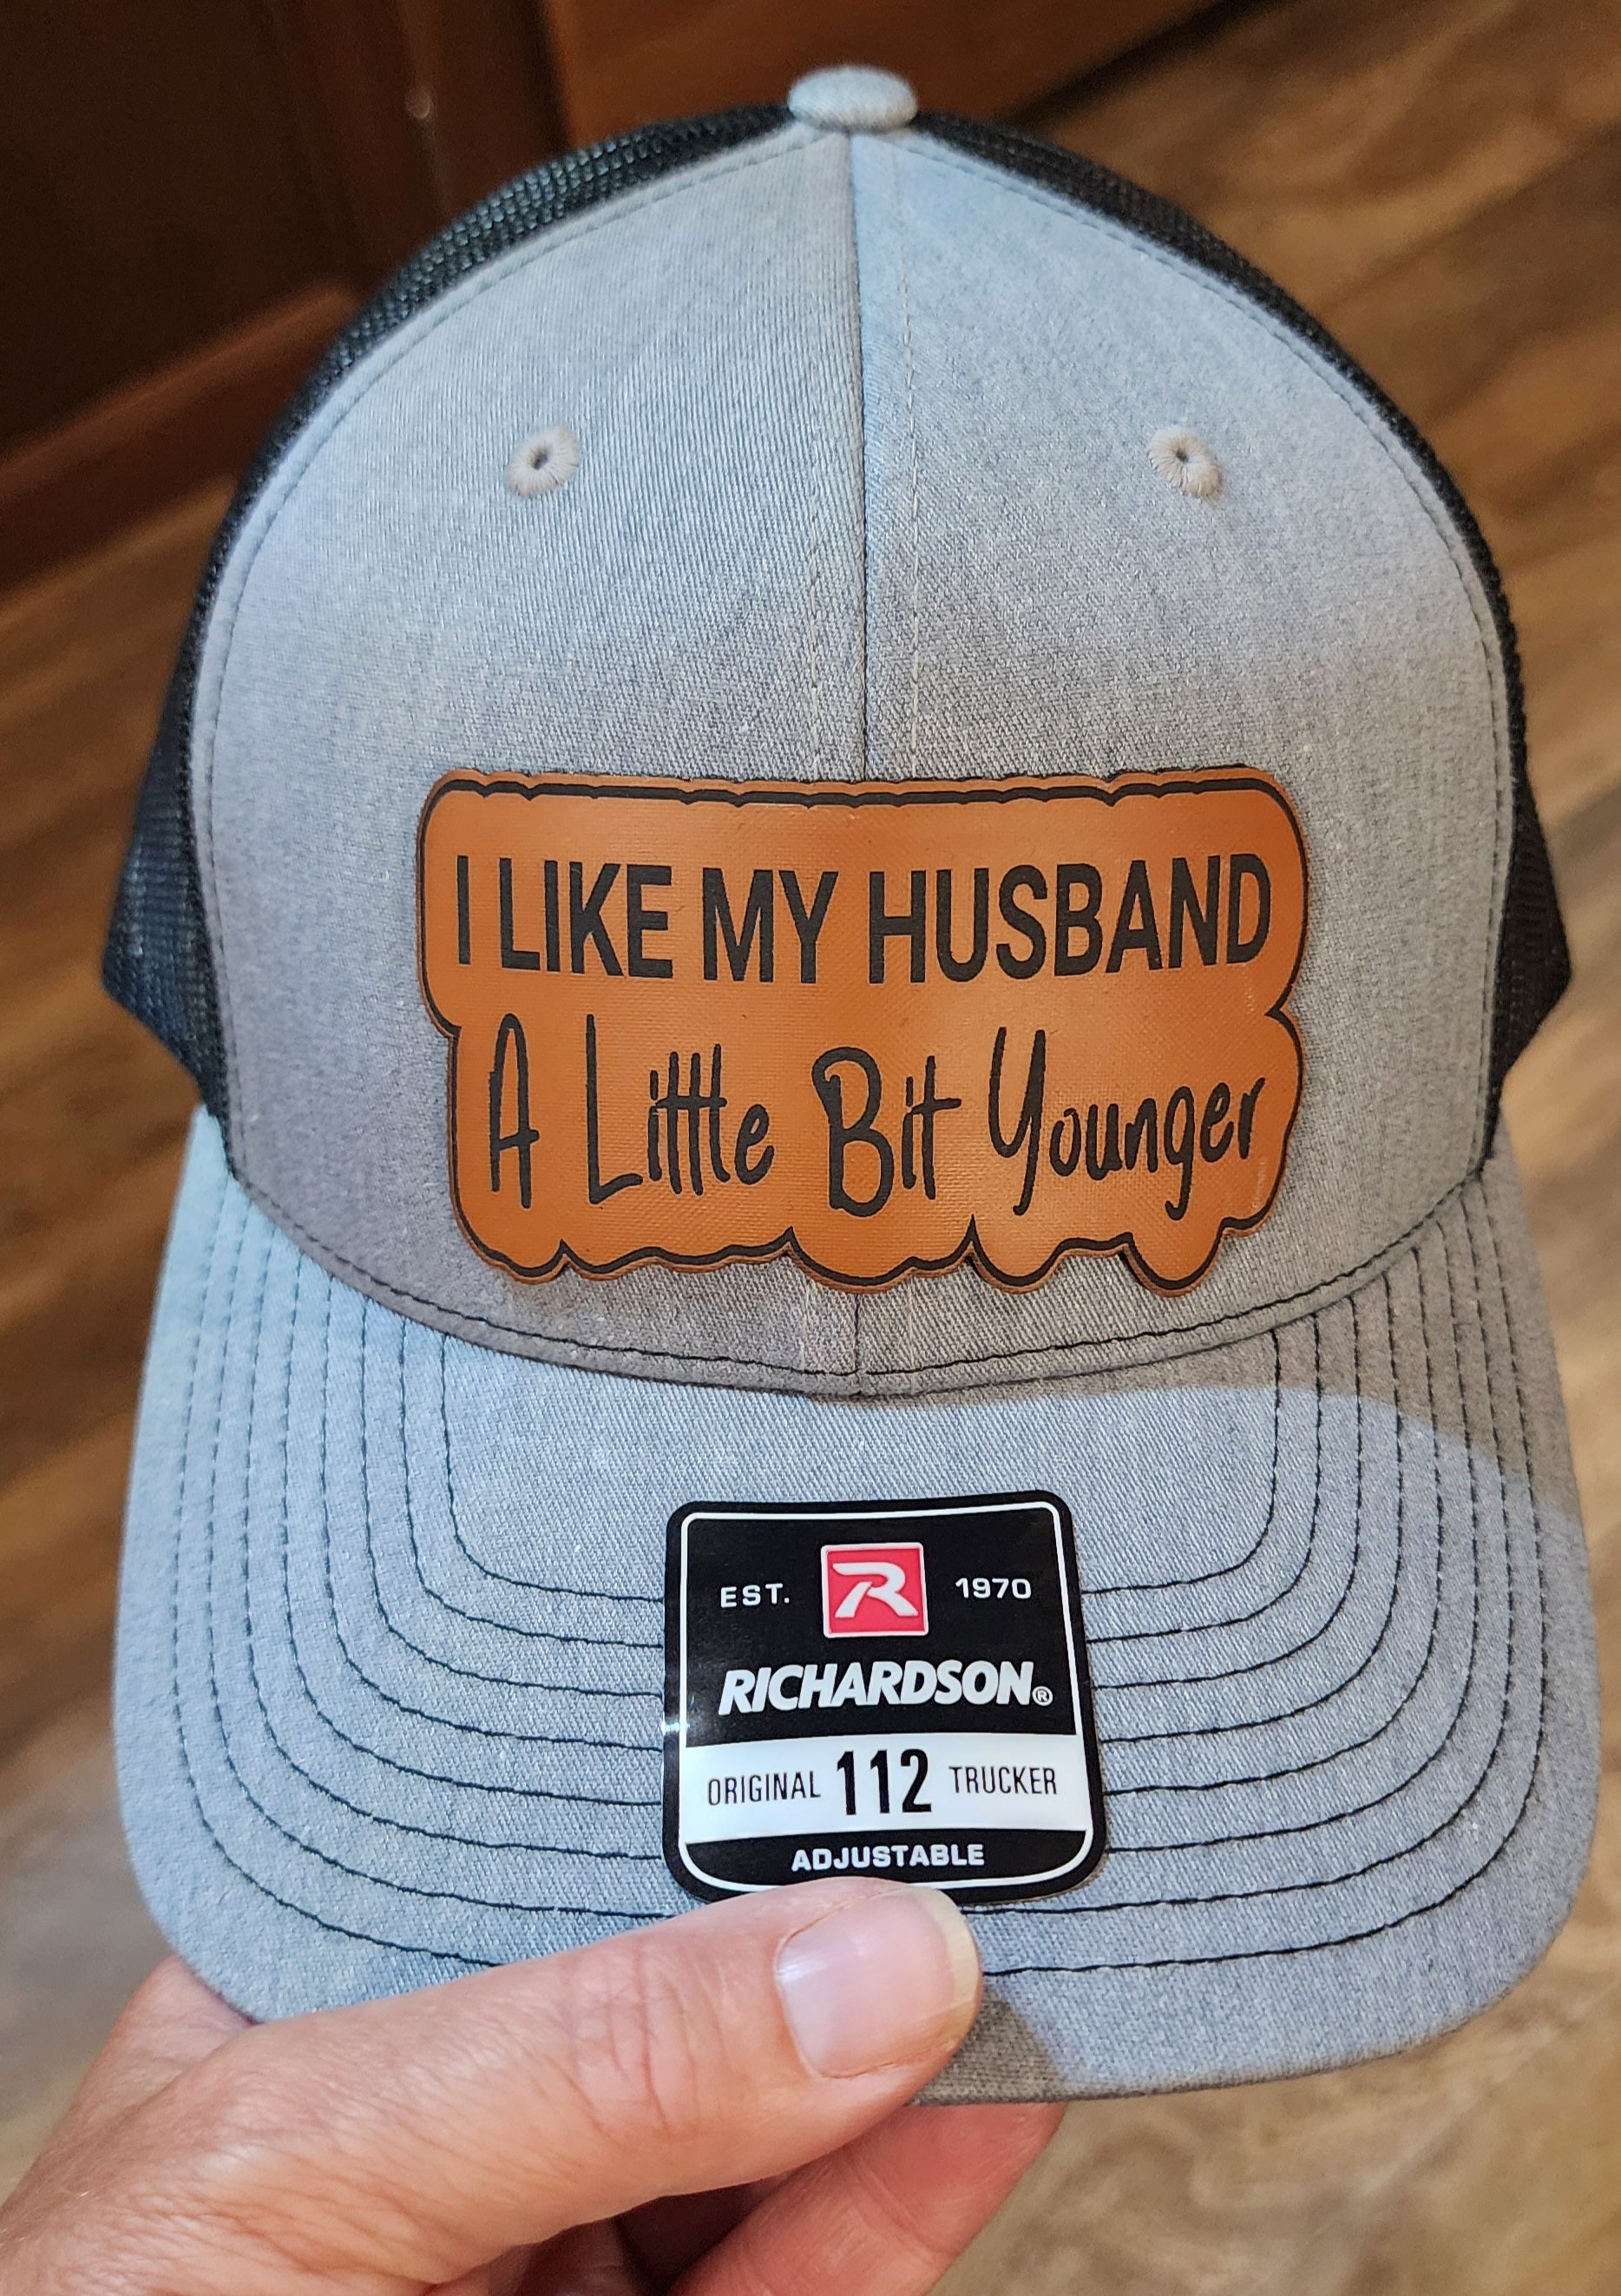 I LIKE MY HUSBAND
A Little Bit Younger
EST. R 1970
RICHARDSON®
ORIGINAL 112 TRUCKER
ADJUSTABLE